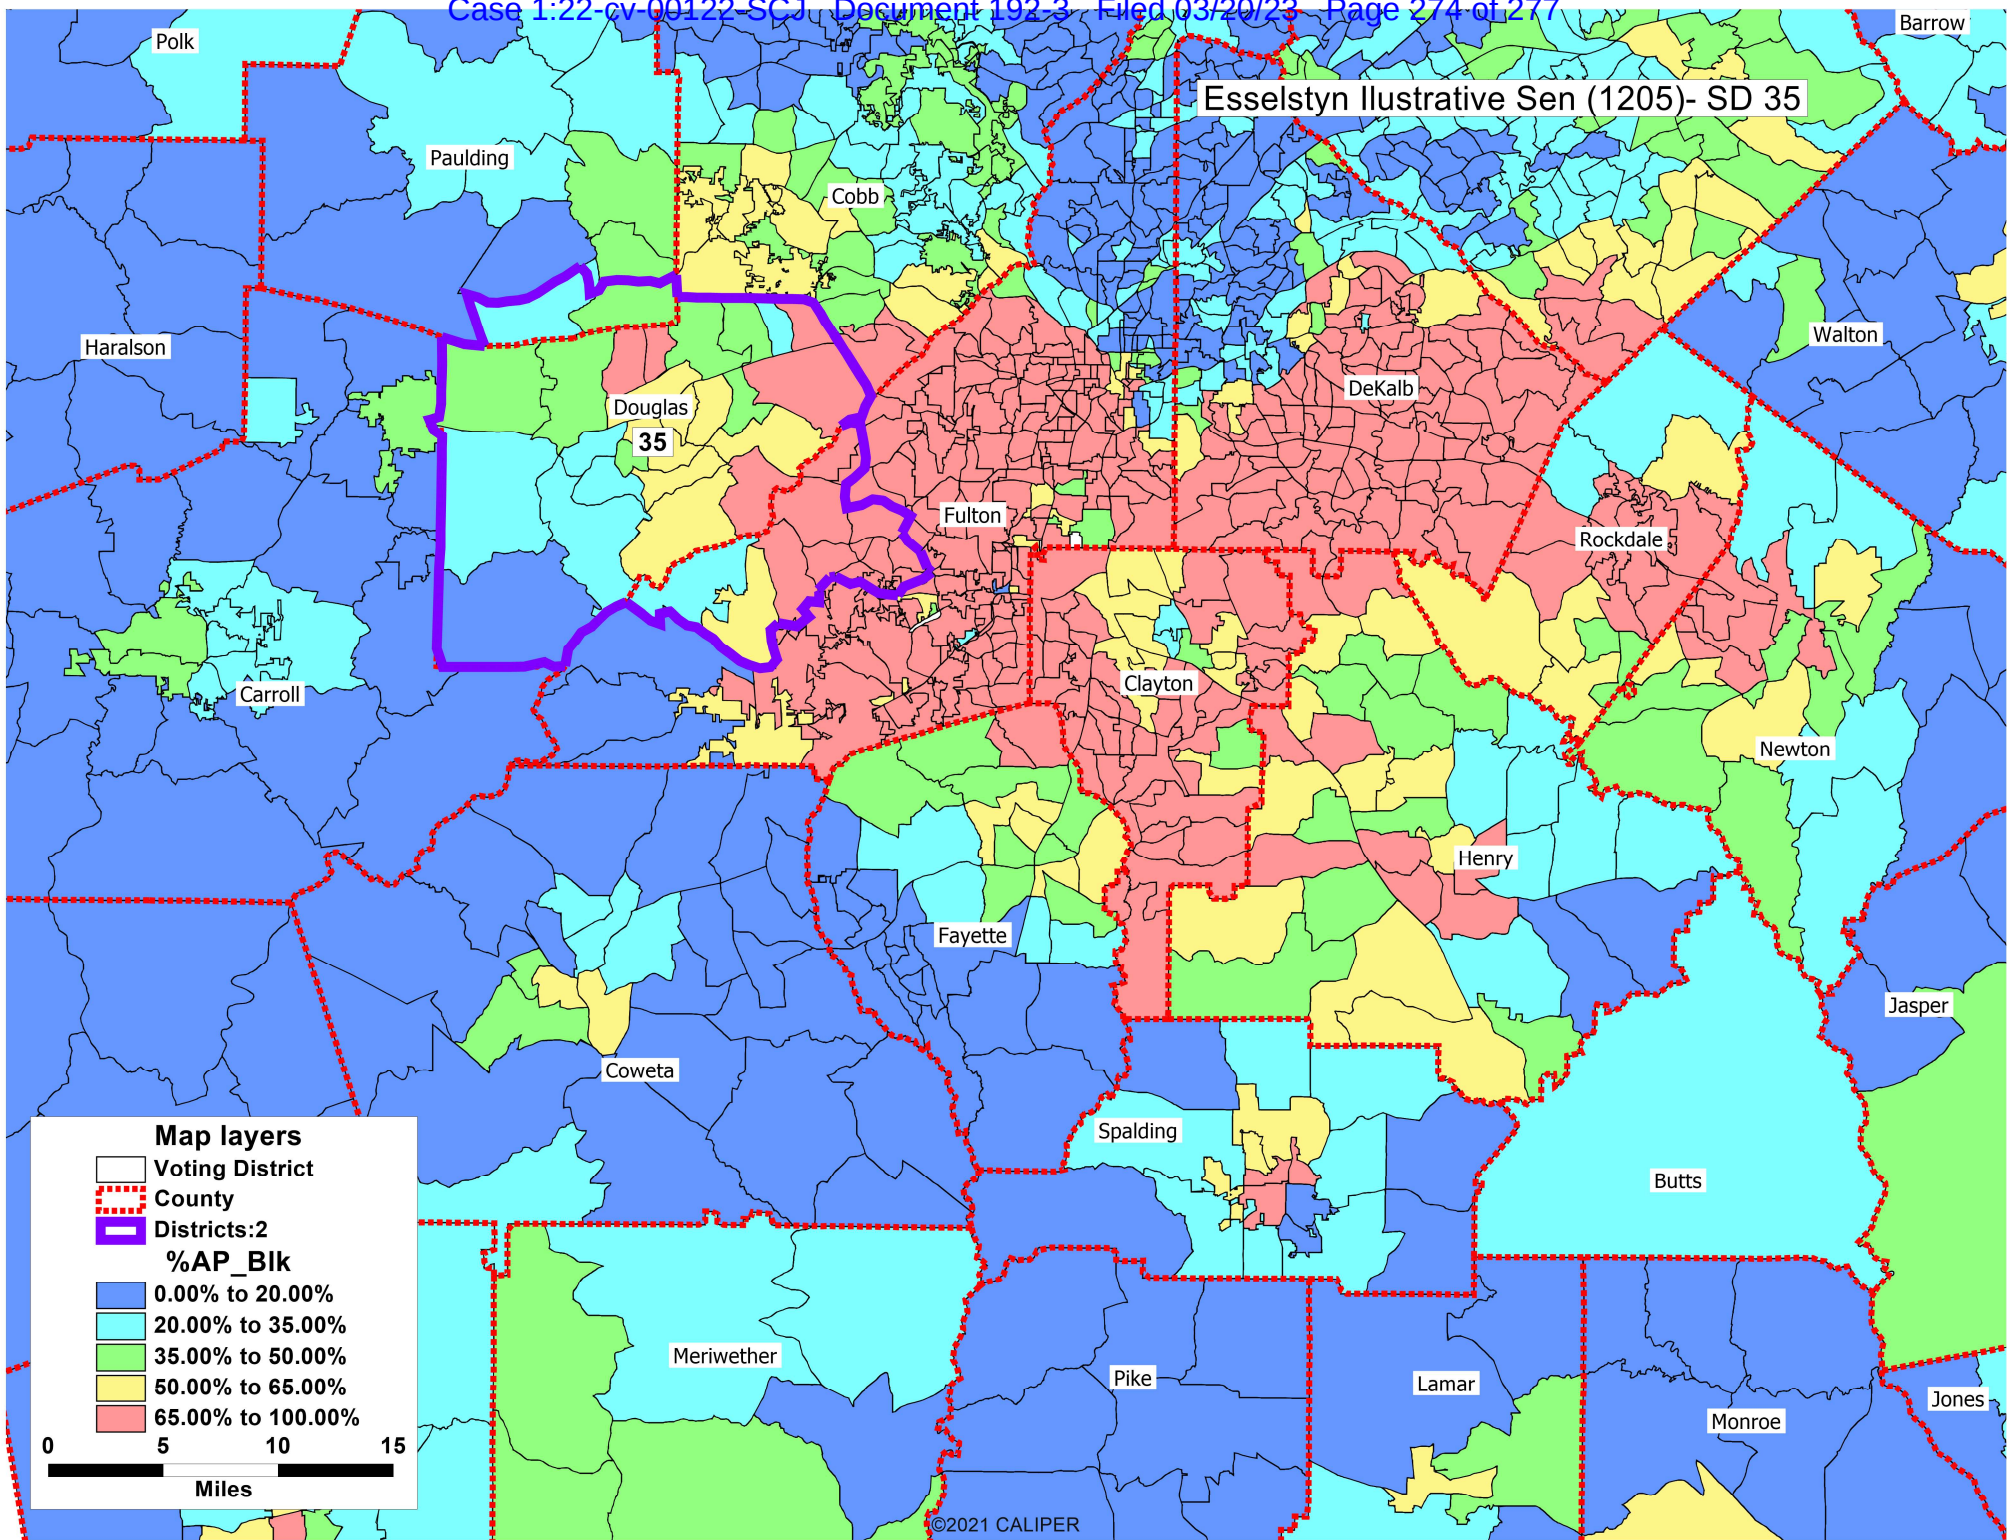 Case 1:22-cv-00122-SCJ Document 192-3 Filed 03/20/23 Page 274 of 277
Barrow
Polk
Esselstyn Ilustrative Sen (1205)- SD 35
Paulding
Cobb
Haralson
Walton
DeKalb
Douglas
35
Fulton
Rockdale
Clayton
Carroll
Newton
Henry
Fayette
Jasper
Coweta
Spalding
Butts
Meriwether
Pike
Lamar
Jones
Monroe
Map layers
Voting District
County
Districts:2
%AP_Blk
0.00% to 20.00%
20.00% to 35.00%
35.00% to 50.00%
50.00% to 65.00%
65.00% to 100.00%
0 5 10 15
Miles
©2021 CALIPER